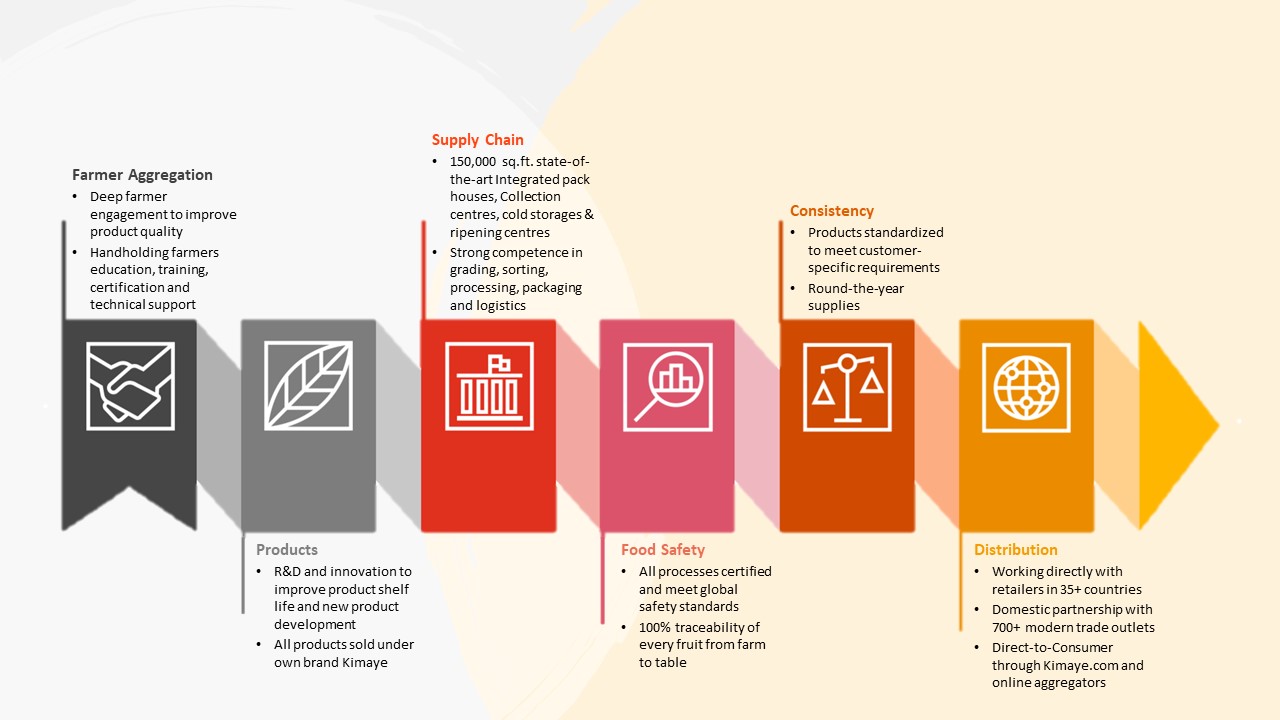 Farmer Aggregation
• Deep farmer
engagement to improve
product quality
• Handholding farmers
education, training,
certification and
technical support
Products
• R&D and innovation to
improve product shelf
life and new product
development
• All products sold under
own brand Kimaye
Supply Chain
• 150,000 sq.ft. state-of-
the-art Integrated pack
houses, Collection
centres, cold storages &
ripening centres
• Strong competence in
grading, sorting,
processing, packaging
and logistics
Food Safety
• All processes certified
and meet global
safety standards
• 100% traceability of
every fruit from farm
to table
Consistency
• Products standardized
to meet customer-
specific requirements
• Round-the-year
supplies
Distribution
• Working directly with
retailers in 35+ countries
• Domestic partnership with
700+ modern trade outlets
• Direct-to-Consumer
through Kimaye.com and
online aggregators